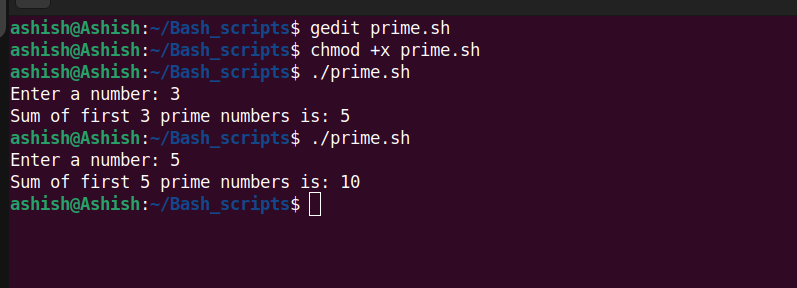 ashish@Ashish:~/Bash_scripts$ gedit prime.sh
ashish@Ashish:~/Bash_scripts$ chmod +x prime.sh
ashish@Ashish:~/Bash_scripts$ ./prime.sh
Enter a number: 3
Sum of first 3 prime numbers is: 5
ashish@Ashish:~/Bash_scripts$ ./prime.sh
Enter a number: 5
Sum of first 5 prime numbers is: 10
ashish@Ashish:~/Bash_scripts$